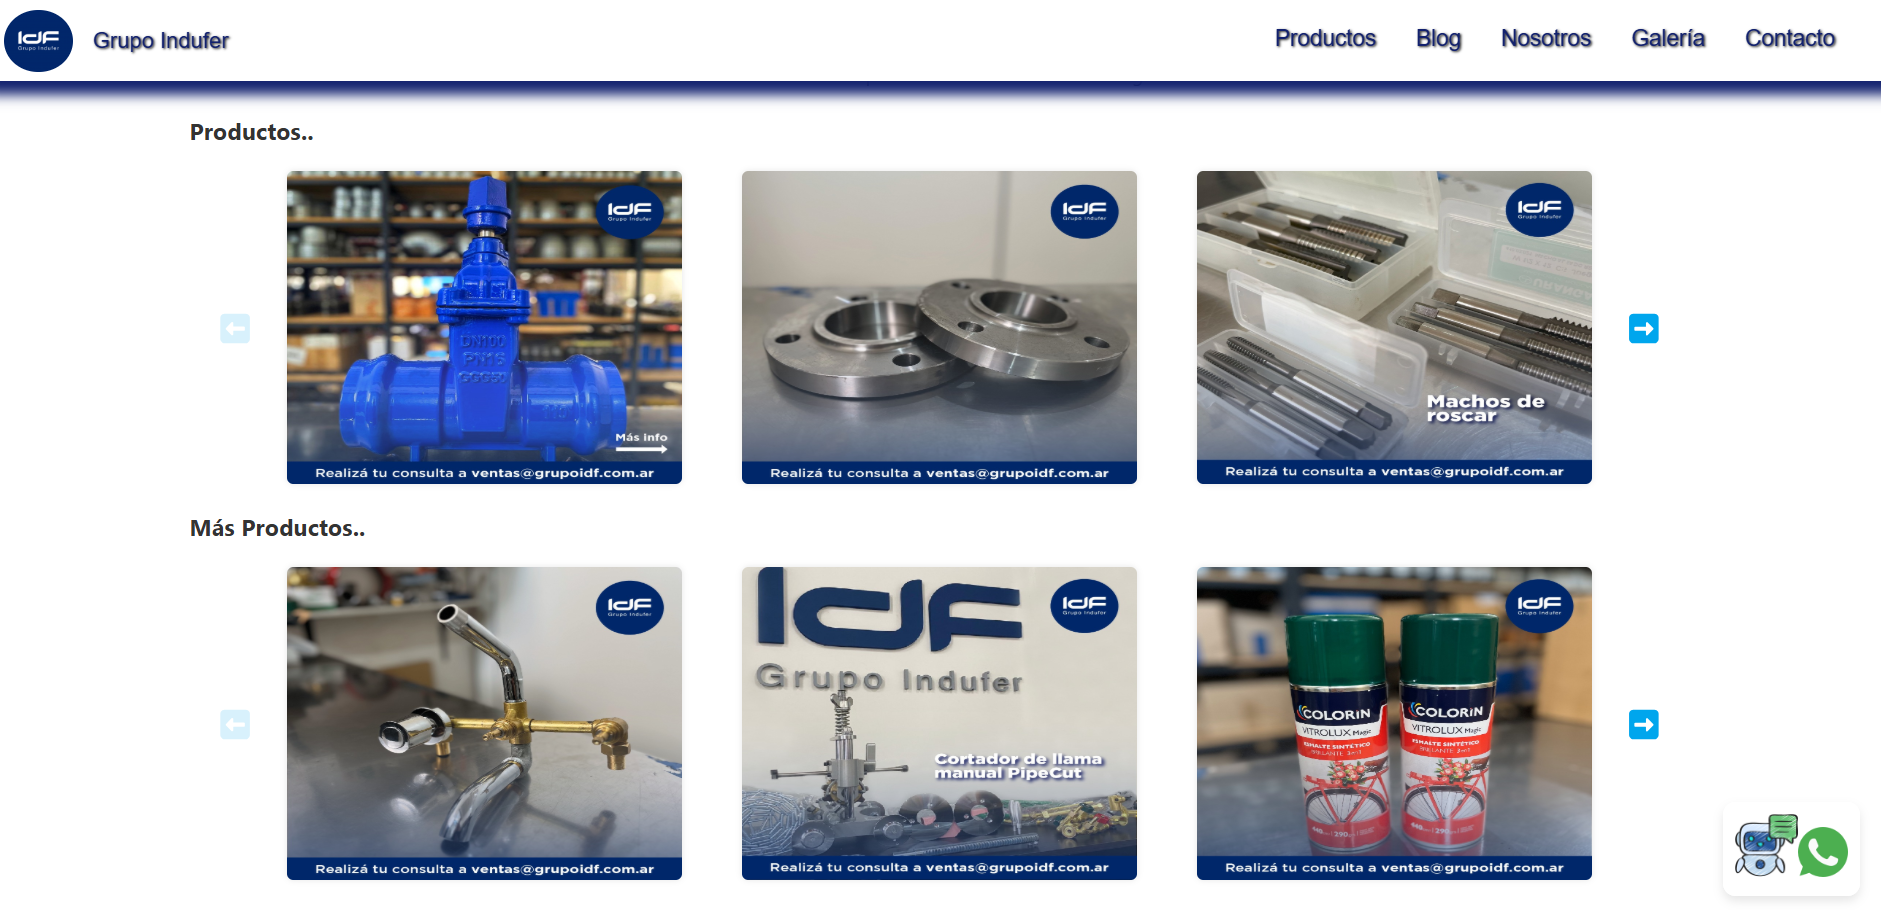 IDF
Grupo Indufer
Grupo Indufer
Productos
Blog
Nosotros
Galería
Contacto
Productos..
IDF
Grupo Indufer
DN100
PN16
Más info
Realizá tu consulta a ventas@grupoidf.com.ar
IDF
Grupo Indufer
Realizá tu consulta a ventas@grupoidf.com.ar
IDF
Grupo Indufer
URANGA
Machos de
roscar
Realizá tu consulta a ventas@grupoidf.com.ar
Más Productos..
IDF
Grupo Indufer
Realizá tu consulta a ventas@grupoidf.com.ar
IDF
Grupo Indufer
IDF
Grupo Indufer
Cortador de llama
manual PipeCut
Realizá tu consulta a ventas@grupoidf.com.ar
IDF
Grupo Indufer
COLORIN
VITROLUX Magic
ESMALTE SINTÉTICO
BRILLANTE 3en1
COLORIN
VITROLUX Magic
ESMALTE SINTÉTICO
BRILLANTE 3en1
Realizá tu consulta a ventas@grupoidf.com.ar